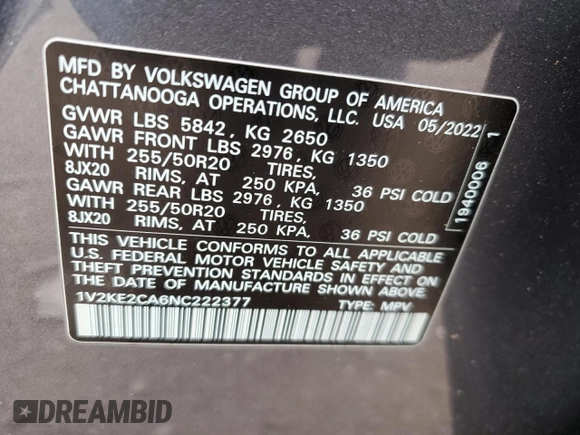 MFD BY VOLKSWAGEN GROUP OF AMERICA
CHATTANOOGA OPERATIONS, LLC. USA 05/2022
GVWR LBS 5842, KG 2650
GAWR FRONT LBS 2976, KG 1350
WITH 255/50R20 TIRES,
8JX20 RIMS, AT 250 KPA, 36 PSI COLD
GAWR REAR LBS 2976, KG 1350
WITH 255/50R20 TIRES,
8JX20 RIMS, AT 250 KPA, 36 PSI COLD
THIS VEHICLE CONFORMS TO ALL APPLICABLE
U.S. FEDERAL MOTOR VEHICLE SAFETY AND
THEFT PREVENTION STANDARDS IN EFFECT ON
THE DATE OF MANUFACTURE SHOWN ABOVE.
1V2KE2CA6NC222377 TYPE: MPV
1940006 1
DREAMBID